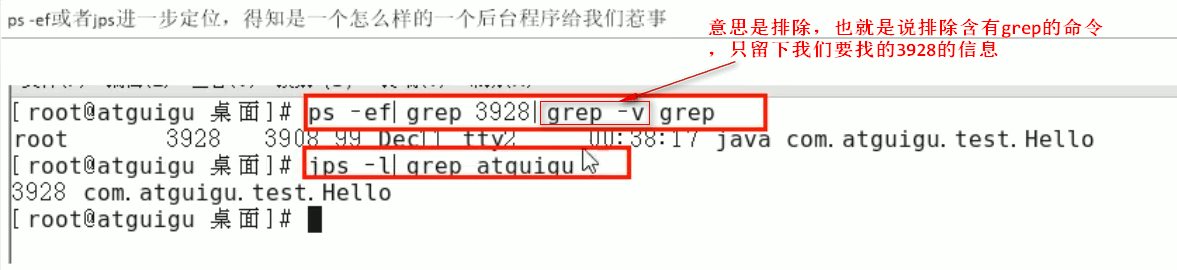 ps -ef或者jps进一步定位，得知是一个怎么样的一个后台程序给我们惹事
意思是排除，也就是说排除含有grep的命令
，只留下我们要找的3928的信息
[root@atguigu 桌面]# ps -ef| grep 3928| grep -v grep
root 3928 3908 99 Dec11 tty2 00:38:17 java com.atguigu.test.Hello
[root@atguigu 桌面]# jps -l| grep atguigu
3928 com.atguigu.test.Hello
[root@atguigu 桌面]#